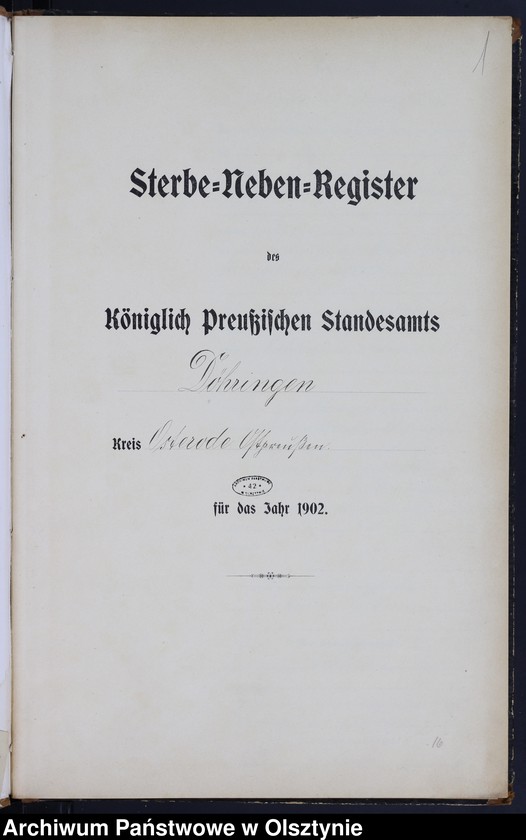 1
Sterbe=Neben=Register
des
Königlich Preußischen Standesamts
Döhringen
Kreis Osterode Ostpreußen.
42
für das Jahr 1902.
16
Archiwum Państwowe w Olsztynie